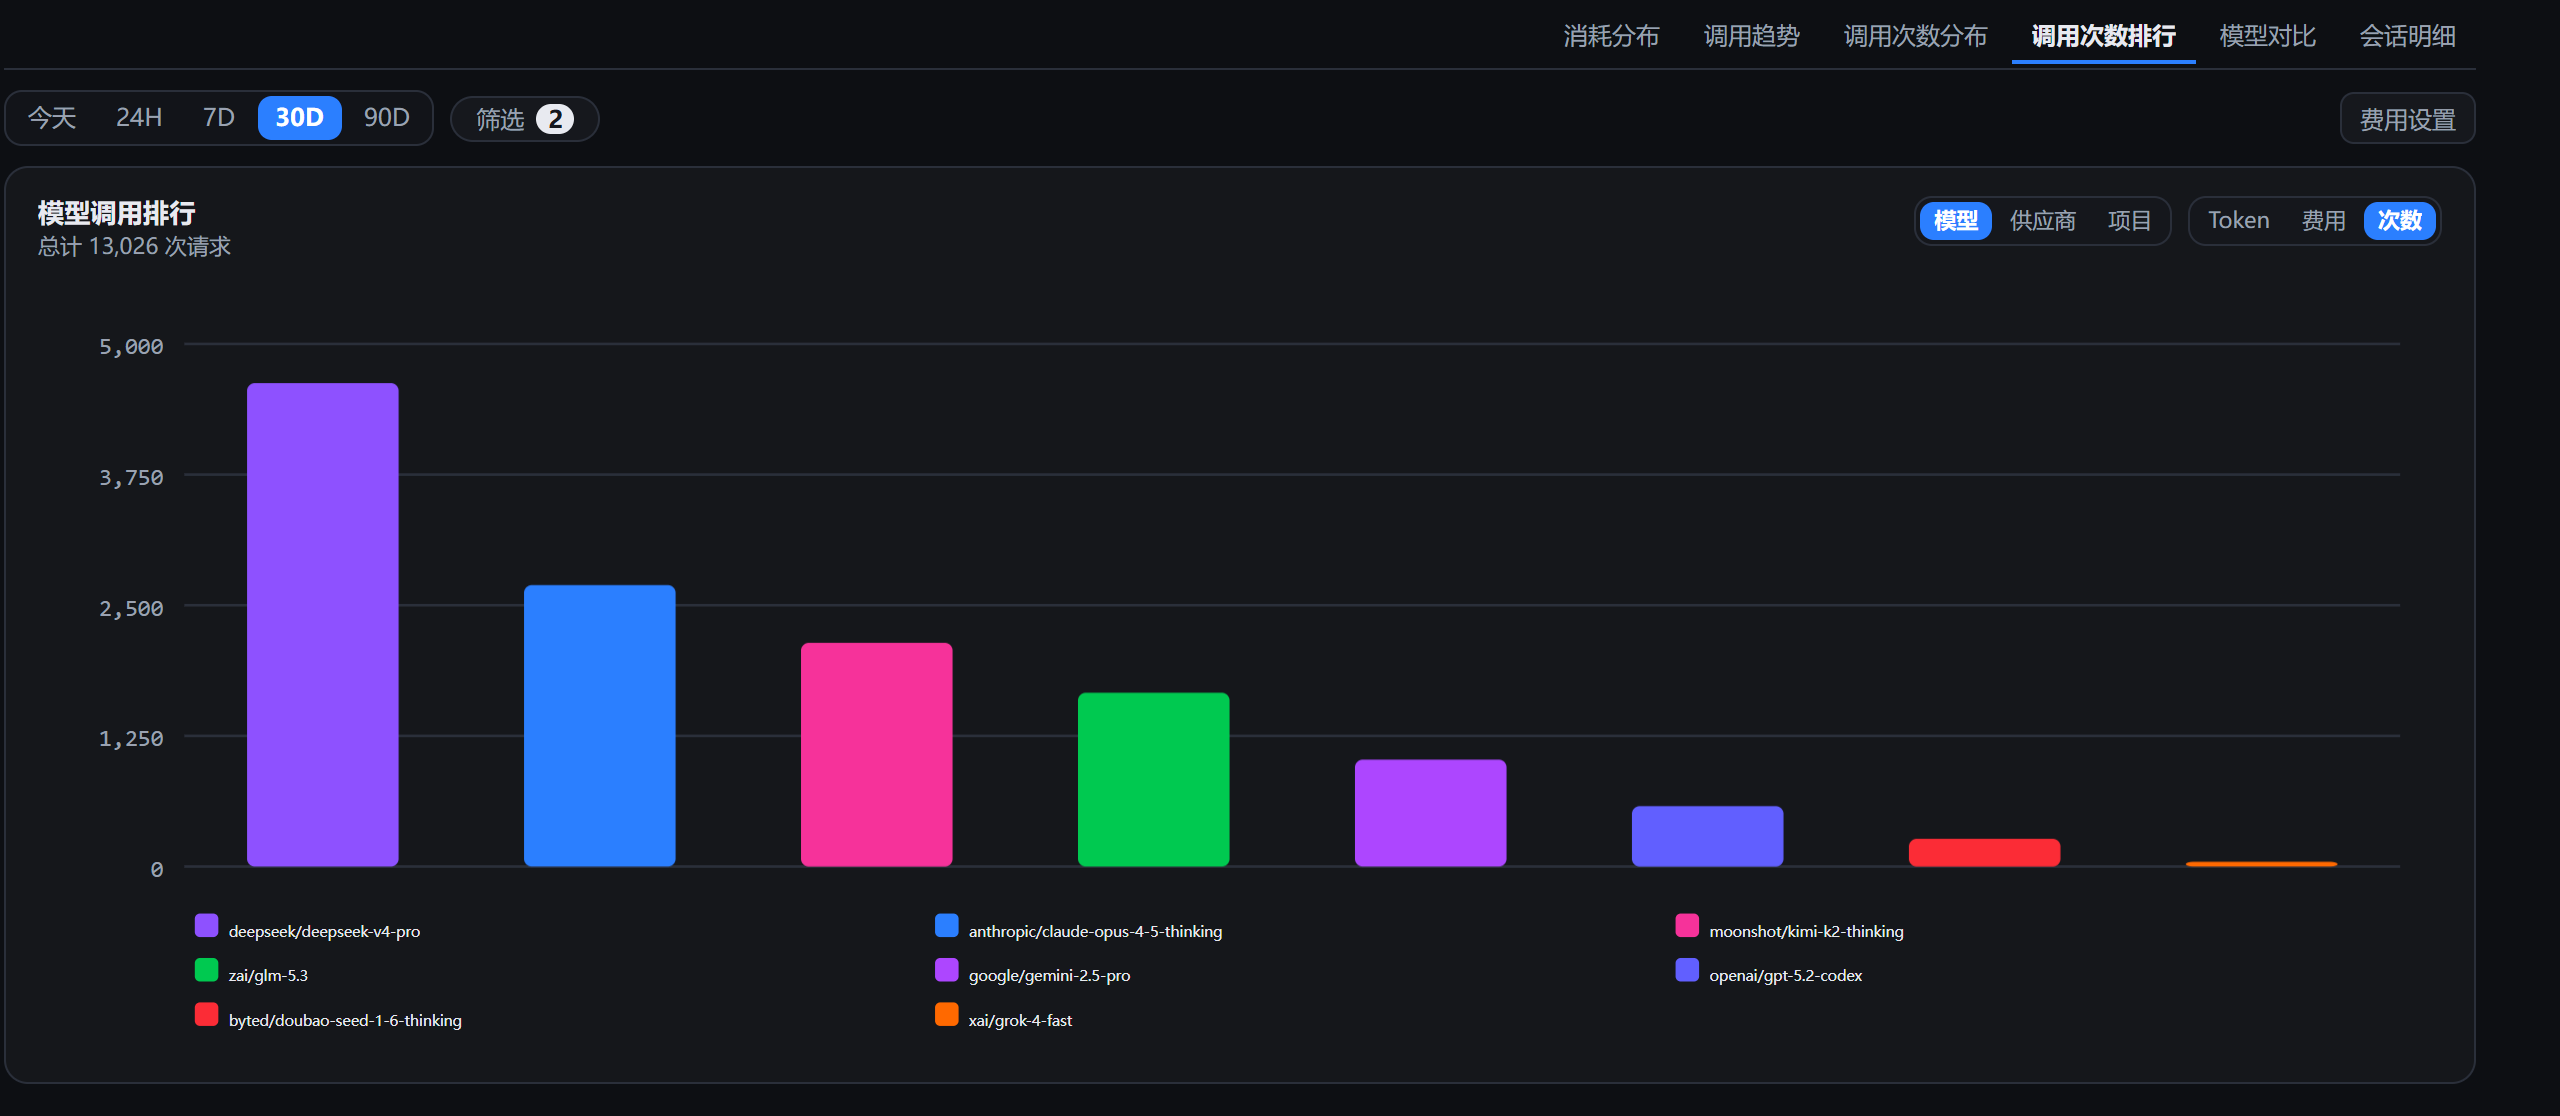 消耗分布 调用趋势 调用次数分布 调用次数排行 模型对比 会话明细
今天 24H 7D 30D 90D 筛选 2 费用设置
模型调用排行 模型 供应商 项目 Token 费用 次数
总计 13,026 次请求
5,000
3,750
2,500
1,250
0
deepseek/deepseek-v4-pro anthropic/claude-opus-4-5-thinking moonshot/kimi-k2-thinking
zai/glm-5.3 google/gemini-2.5-pro openai/gpt-5.2-codex
byted/doubao-seed-1-6-thinking xai/grok-4-fast